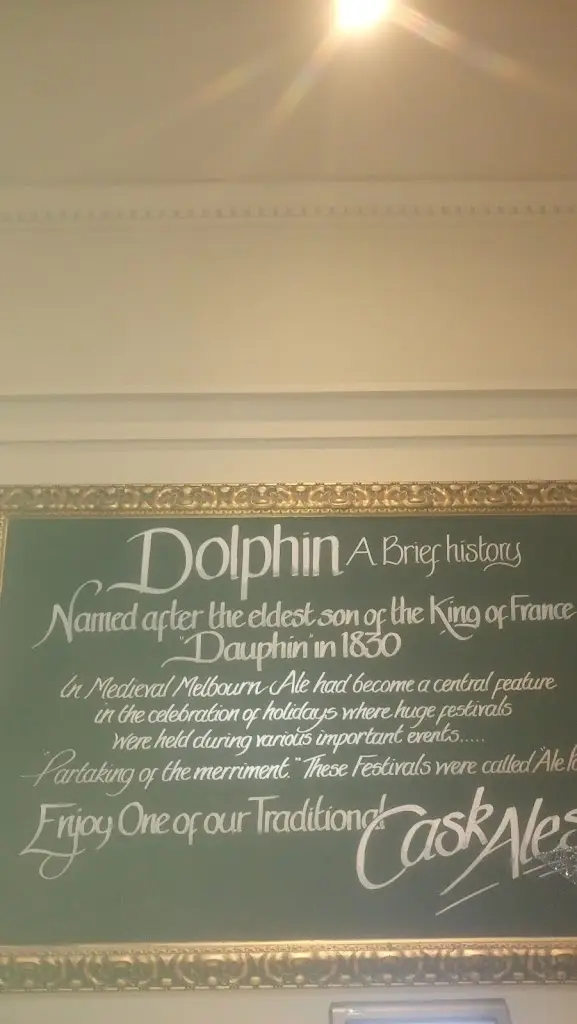 Dolphin A Brief history
Named after the eldest son of the King of France
"Dauphin" in 1830
In Medieval Melbourn Ale had become a central feature
in the celebration of holidays where huge festivals
were held during various important events.....
"Partaking of the merriment." These Festivals were called "Ale
Enjoy One of our Traditional Cask Ales